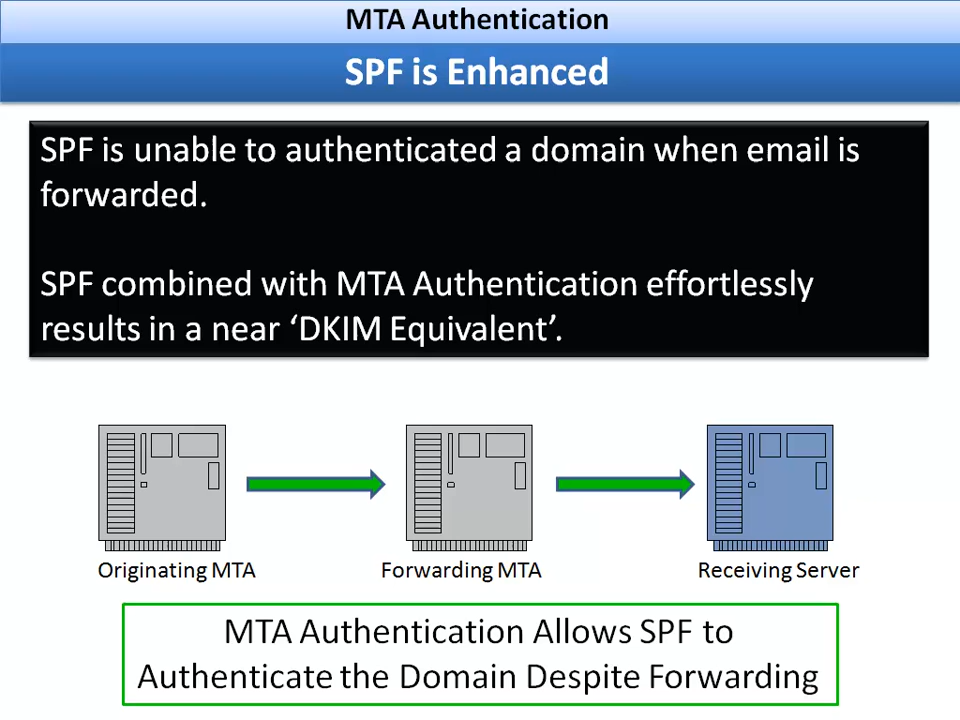 MTA Authentication
SPF is Enhanced
SPF is unable to authenticated a domain when email is
forwarded.
SPF combined with MTA Authentication effortlessly
results in a near ‘DKIM Equivalent’.
Originating MTA
Forwarding MTA
Receiving Server
MTA Authentication Allows SPF to
Authenticate the Domain Despite Forwarding